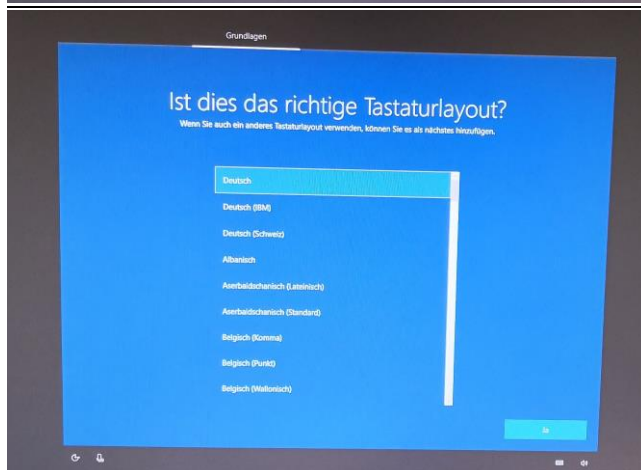 Grundlagen
Ist dies das richtige Tastaturlayout?
Wenn Sie auch ein anderes Tastaturlayout verwenden, können Sie es als nächstes hinzufügen.
Deutsch
Deutsch (IBM)
Deutsch (Schweiz)
Albanisch
Aserbaidschanisch (Lateinisch)
Aserbaidschanisch (Standard)
Belgisch (Komma)
Belgisch (Punkt)
Belgisch (Wallonisch)
Ja